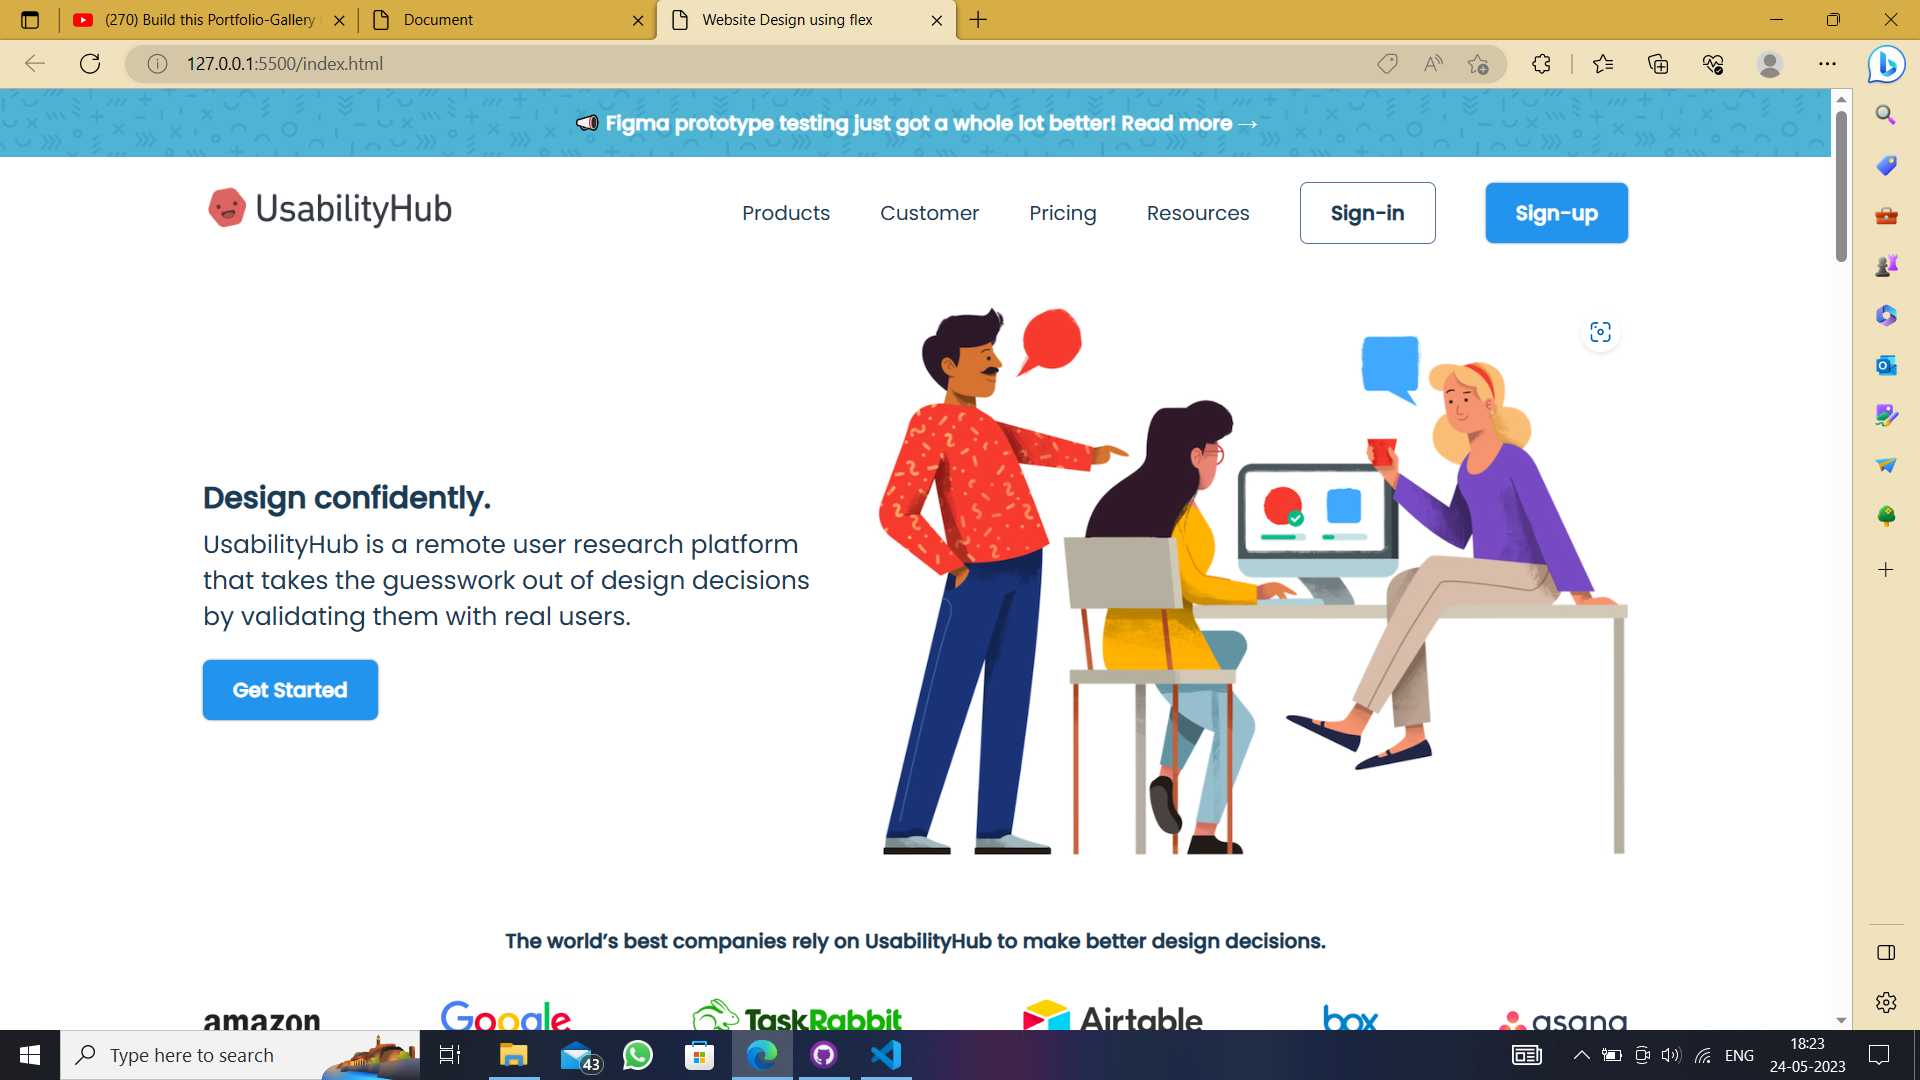 (270) Build this Portfolio-Gallery
Document
Website Design using flex
127.0.0.1:5500/index.html
Figma prototype testing just got a whole lot better! Read more →
UsabilityHub
Products
Customer
Pricing
Resources
Sign-in
Sign-up
Design confidently.
UsabilityHub is a remote user research platform
that takes the guesswork out of design decisions
by validating them with real users.
Get Started
The world’s best companies rely on UsabilityHub to make better design decisions.
amazon
Google
TaskRabbit
Airtable
box
asana
Type here to search
43
ENG
18:23
24-05-2023